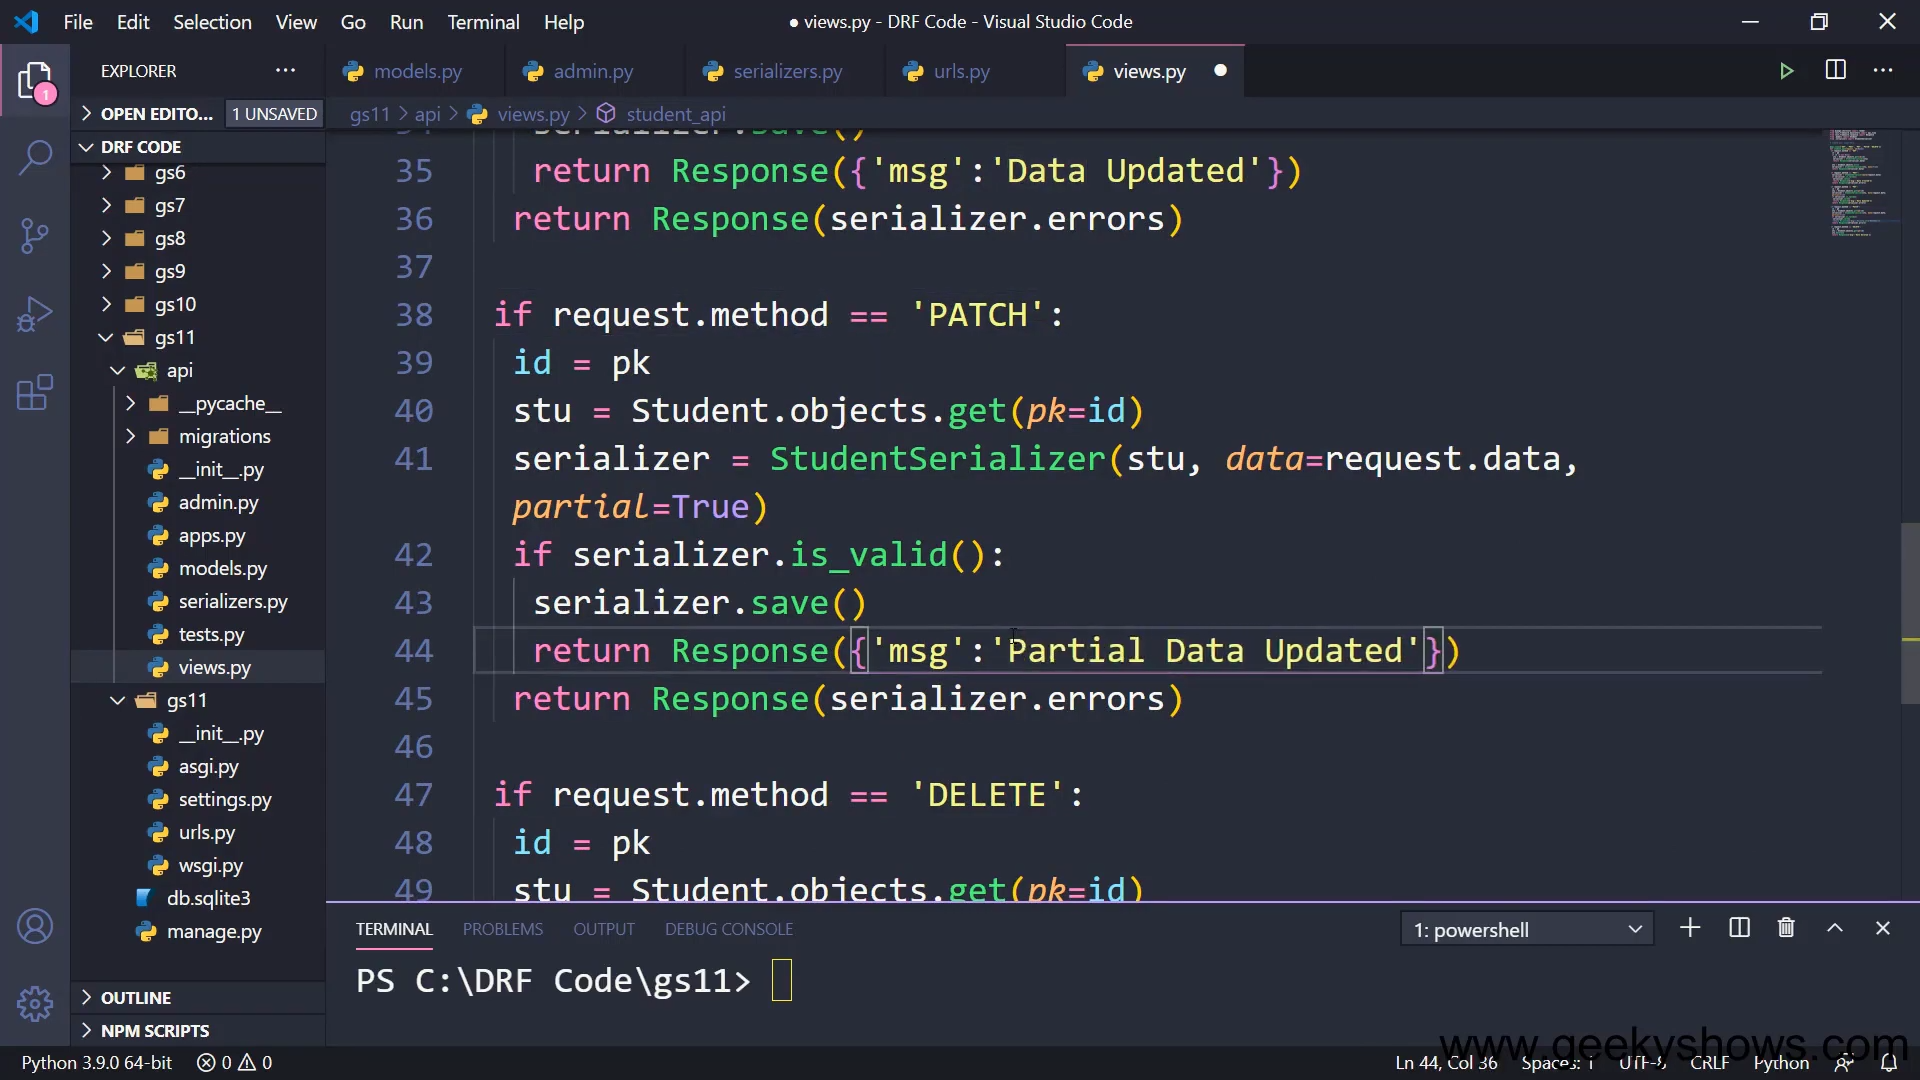 File Edit Selection View Go Run Terminal Help
● views.py - DRF Code - Visual Studio Code
EXPLORER
models.py
admin.py
serializers.py
urls.py
views.py
1
OPEN EDITO...
1 UNSAVED
gs11 > api > views.py > student_api
DRF CODE
gs6
gs7
gs8
gs9
gs10
gs11
api
__pycache__
migrations
__init__.py
admin.py
apps.py
models.py
serializers.py
tests.py
views.py
gs11
__init__.py
asgi.py
settings.py
urls.py
wsgi.py
db.sqlite3
manage.py
OUTLINE
NPM SCRIPTS
34 serializer.save()
35 return Response({'msg':'Data Updated'})
36 return Response(serializer.errors)
37
38 if request.method == 'PATCH':
39 id = pk
40 stu = Student.objects.get(pk=id)
41 serializer = StudentSerializer(stu, data=request.data,
partial=True)
42 if serializer.is_valid():
43 serializer.save()
44 return Response({'msg':'Partial Data Updated'})
45 return Response(serializer.errors)
46
47 if request.method == 'DELETE':
48 id = pk
49 stu = Student.objects.get(pk=id)
TERMINAL PROBLEMS OUTPUT DEBUG CONSOLE
1: powershell
PS C:\DRF Code\gs11>
www.geekyshows.com
Python 3.9.0 64-bit
0 0
Ln 44, Col 36
Spaces: 1
UTF-8
CRLF
Python